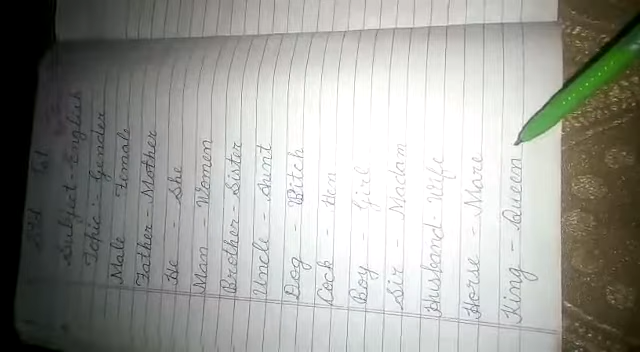 Subject - English
Topic :- Gender
Male Female
Father - Mother
He - She
Man - Women
Brother - Sister
Uncle - Aunt
Dog - Bitch
Cock - Hen
Boy - Girl
Sir - Madam
Husband - Wife
Horse - Mare
King - Queen